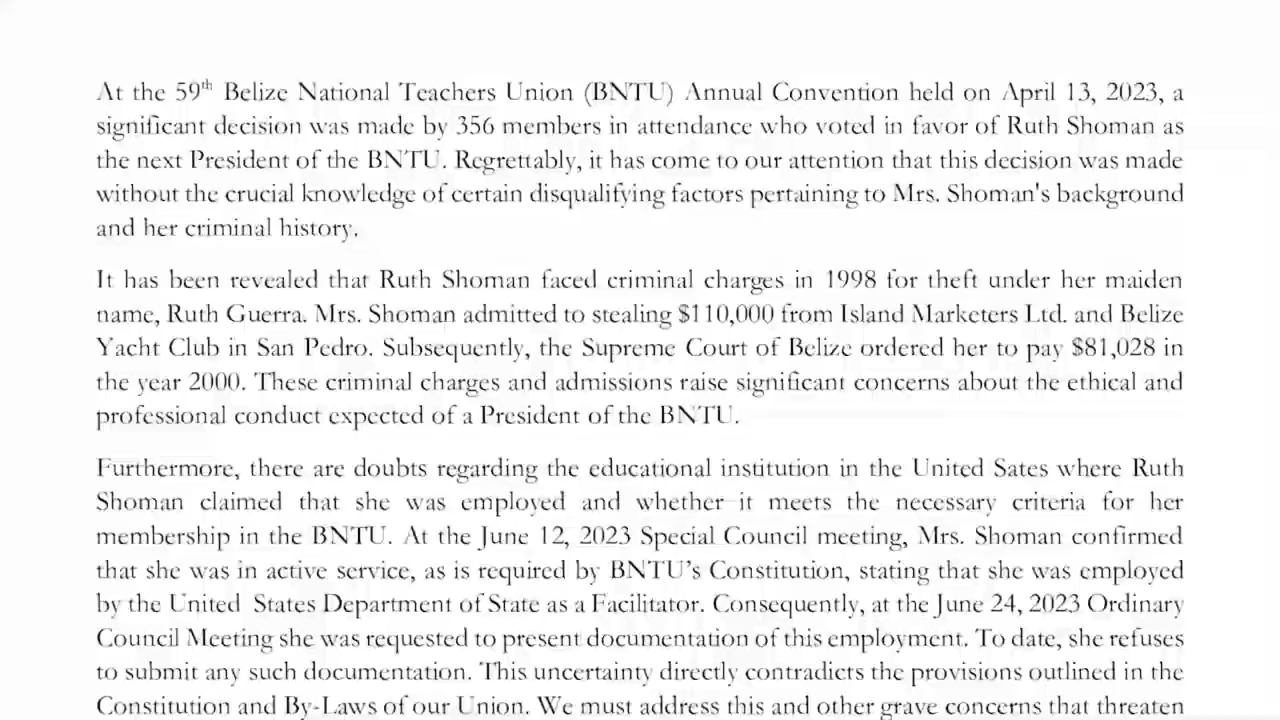 At the 59th Belize National Teachers Union (BNTU) Annual Convention held on April 13, 2023, a
significant decision was made by 356 members in attendance who voted in favor of Ruth Shoman as
the next President of the BNTU. Regrettably, it has come to our attention that this decision was made
without the crucial knowledge of certain disqualifying factors pertaining to Mrs. Shoman's background
and her criminal history.
It has been revealed that Ruth Shoman faced criminal charges in 1998 for theft under her maiden
name, Ruth Guerra. Mrs. Shoman admitted to stealing $110,000 from Island Marketers Ltd. and Belize
Yacht Club in San Pedro. Subsequently, the Supreme Court of Belize ordered her to pay $81,028 in
the year 2000. These criminal charges and admissions raise significant concerns about the ethical and
professional conduct expected of a President of the BNTU.
Furthermore, there are doubts regarding the educational institution in the United Sates where Ruth
Shoman claimed that she was employed and whether it meets the necessary criteria for her
membership in the BNTU. At the June 12, 2023 Special Council meeting, Mrs. Shoman confirmed
that she was in active service, as is required by BNTU’s Constitution, stating that she was employed
by the United States Department of State as a Facilitator. Consequently, at the June 24, 2023 Ordinary
Council Meeting she was requested to present documentation of this employment. To date, she refuses
to submit any such documentation. This uncertainty directly contradicts the provisions outlined in the
Constitution and By-Laws of our Union. We must address this and other grave concerns that threaten